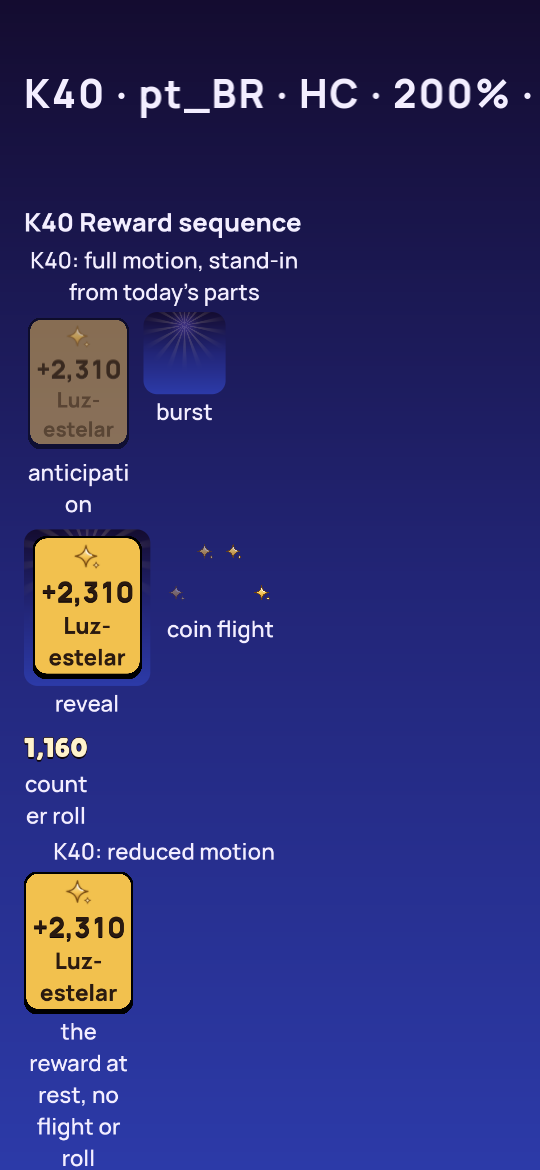 K40 · pt_BR · HC · 200% ·
K40 Reward sequence
K40: full motion, stand-in
from today's parts
+2,310
Luz-
estelar
burst
anticipati
on
+2,310
Luz-
estelar
coin flight
reveal
1,160
count
er roll
K40: reduced motion
+2,310
Luz-
estelar
the
reward at
rest, no
flight or
roll